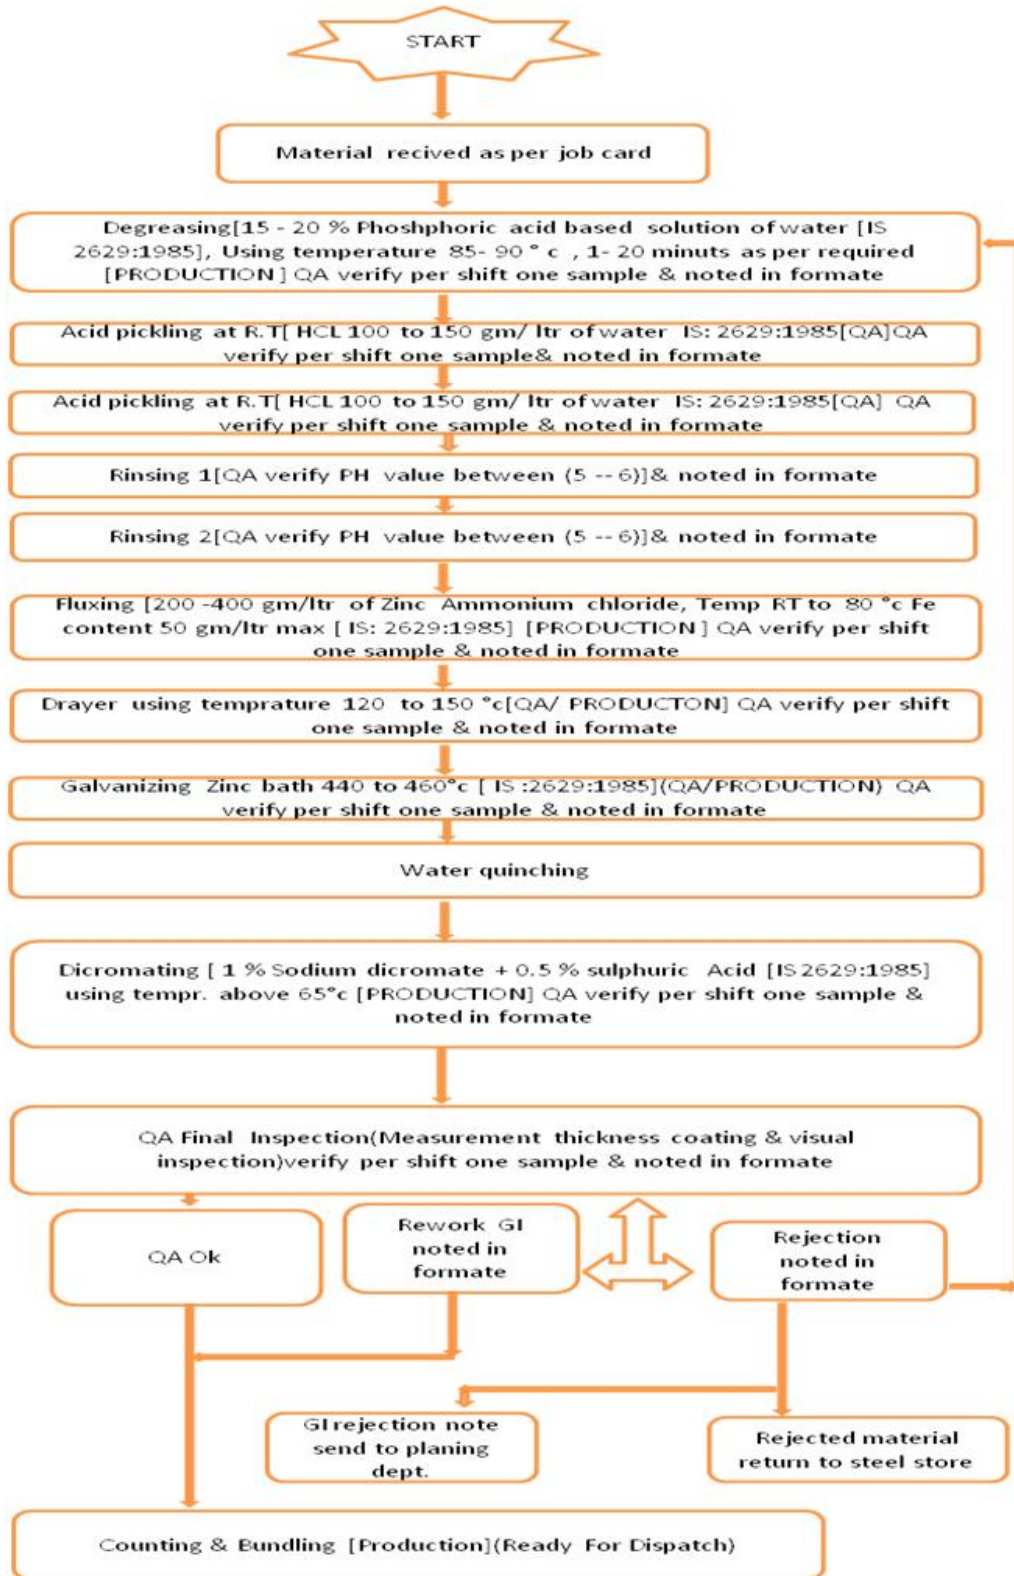 START
Material recived as per job card
Degreasing[15 - 20 % Phoshphoric acid based solution of water [IS
2629:1985], Using temperature 85- 90 ° c , 1- 20 minuts as per required
[PRODUCTION ] QA verify per shift one sample & noted in formate
Acid pickling at R.T[ HCL 100 to 150 gm/ ltr of water IS: 2629:1985[QA]QA
verify per shift one sample& noted in formate
Acid pickling at R.T[ HCL 100 to 150 gm/ ltr of water IS: 2629:1985[QA] QA
verify per shift one sample & noted in formate
Rinsing 1[QA verify PH value between (5 -- 6)]& noted in formate
Rinsing 2[QA verify PH value between (5 -- 6)]& noted in formate
Fluxing [200 -400 gm/ltr of Zinc Ammonium chloride, Temp RT to 80 °c Fe
content 50 gm/ltr max [ IS: 2629:1985] [PRODUCTION ] QA verify per shift
one sample & noted in formate
Drayer using temprature 120 to 150 °c[QA/ PRODUCTON] QA verify per shift
one sample & noted in formate
Galvanizing Zinc bath 440 to 460°c [ IS :2629:1985](QA/PRODUCTION) QA
verify per shift one sample & noted in formate
Water quinching
Dicromating [ 1 % Sodium dicromate + 0.5 % sulphuric Acid [IS 2629:1985]
using tempr. above 65°c [PRODUCTION] QA verify per shift one sample &
noted in formate
QA Final Inspection(Measurement thickness coating & visual
inspection)verify per shift one sample & noted in formate
QA Ok
Rework GI
noted in
formate
Rejection
noted in
formate
GI rejection note
send to planing
dept.
Rejected material
return to steel store
Counting & Bundling [Production](Ready For Dispatch)